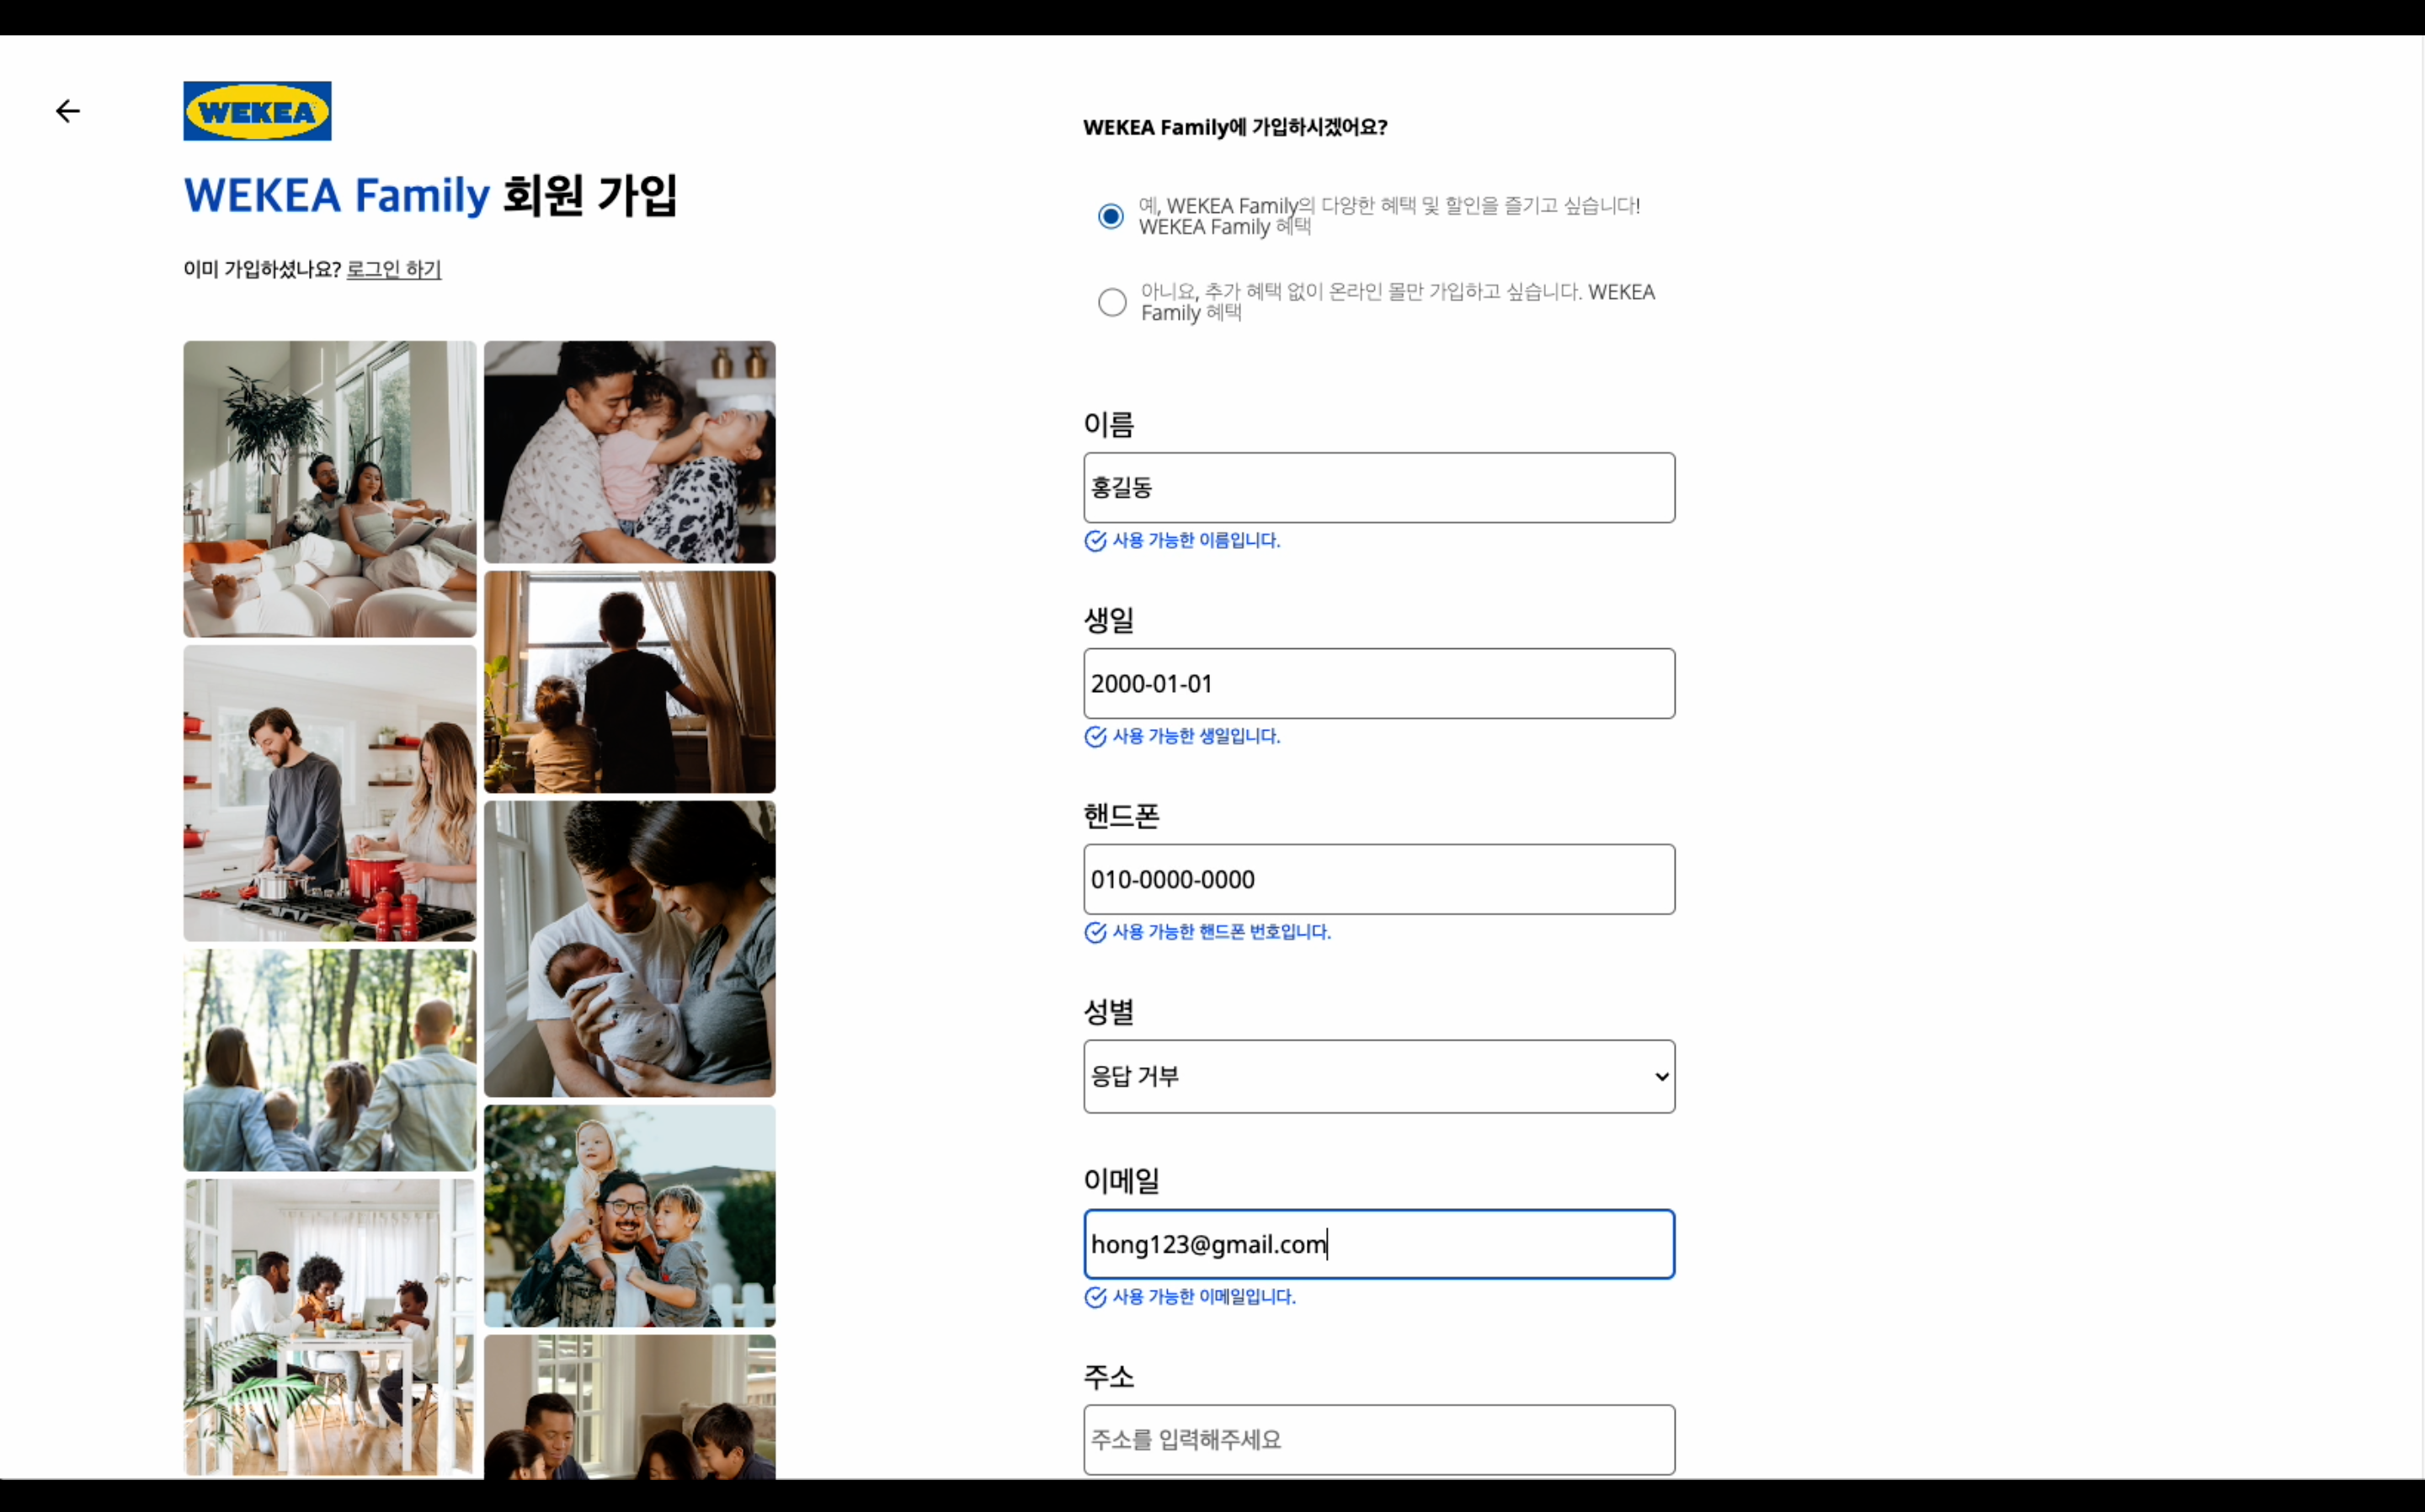 WEKEA
WEKEA Family 회원 가입
이미 가입하셨나요? 로그인 하기
WEKEA Family에 가입하시겠어요?
예, WEKEA Family의 다양한 혜택 및 할인을 즐기고 싶습니다!
WEKEA Family 혜택
아니요, 추가 혜택 없이 온라인 몰만 가입하고 싶습니다. WEKEA
Family 혜택
이름
홍길동
사용 가능한 이름입니다.
생일
2000-01-01
사용 가능한 생일입니다.
핸드폰
010-0000-0000
사용 가능한 핸드폰 번호입니다.
성별
응답 거부
이메일
hong123@gmail.com
사용 가능한 이메일입니다.
주소
주소를 입력해주세요